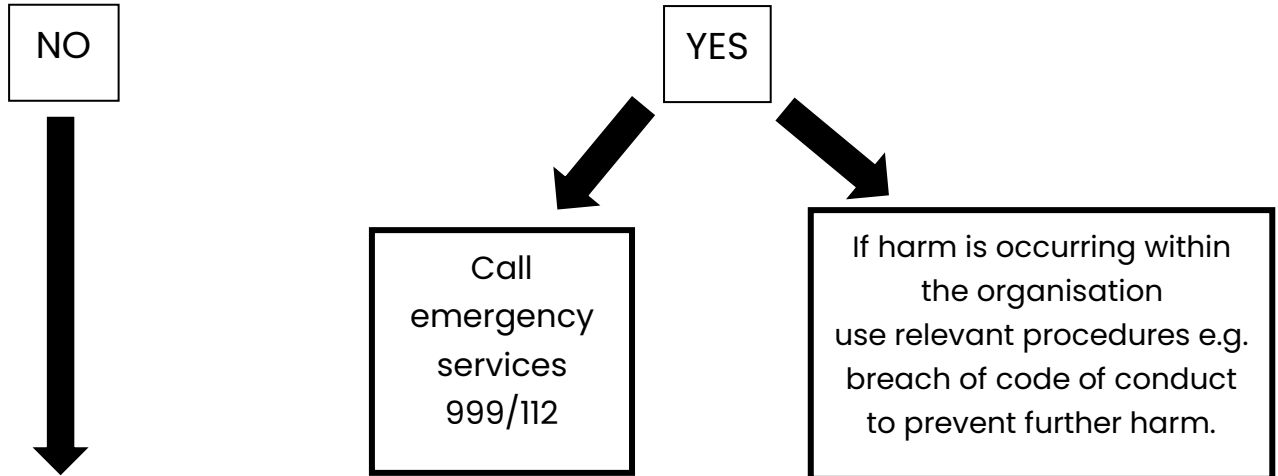 NO
YES
Call
emergency
services
999/112
If harm is occurring within
the organisation
use relevant procedures e.g.
breach of code of conduct
to prevent further harm.